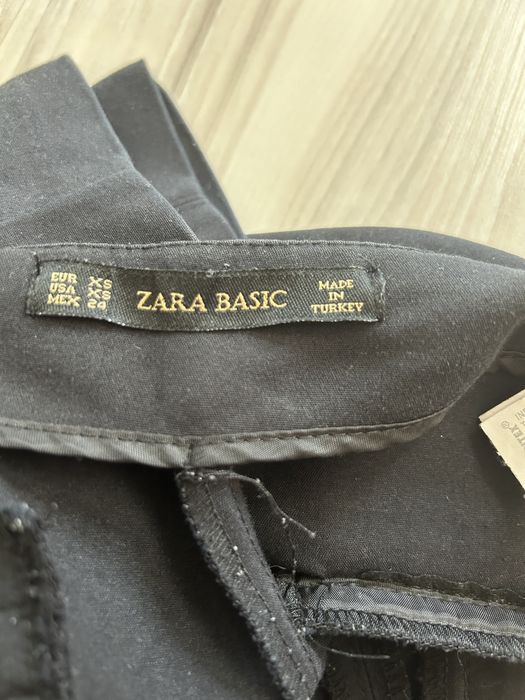 EUR XS
USA XS
MEX 24
ZARA BASIC
MADE
IN
TURKEY